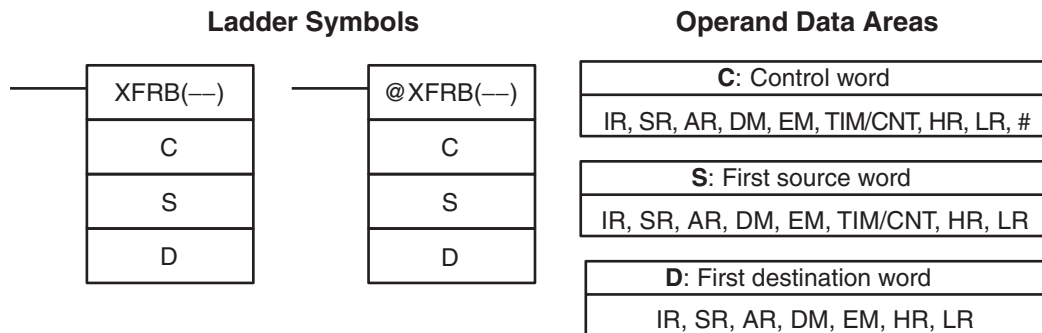 Ladder Symbols
XFRB(−−)
C
S
D
@XFRB(−−)
C
S
D
Operand Data Areas
C: Control word
IR, SR, AR, DM, EM, TIM/CNT, HR, LR, #
S: First source word
IR, SR, AR, DM, EM, TIM/CNT, HR, LR
D: First destination word
IR, SR, AR, DM, EM, HR, LR